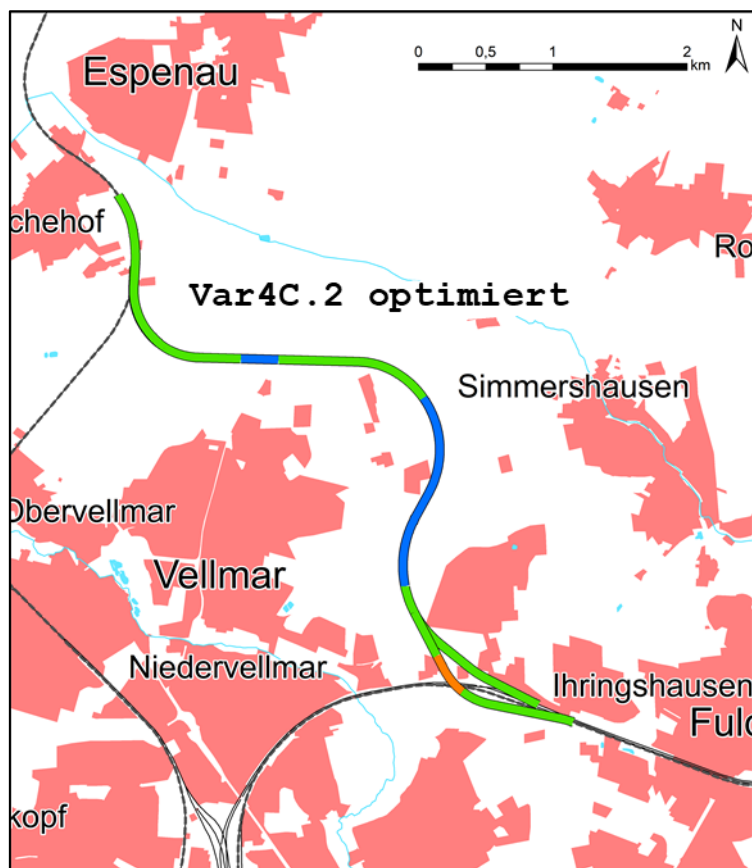 N
0 0,5 1 2
km
Espenau
chehof
Ro
Var4C.2 optimiert
Simmershausen
Obervellmar
Vellmar
Niedervellmar
Ihringshausen
Fuld
kopf